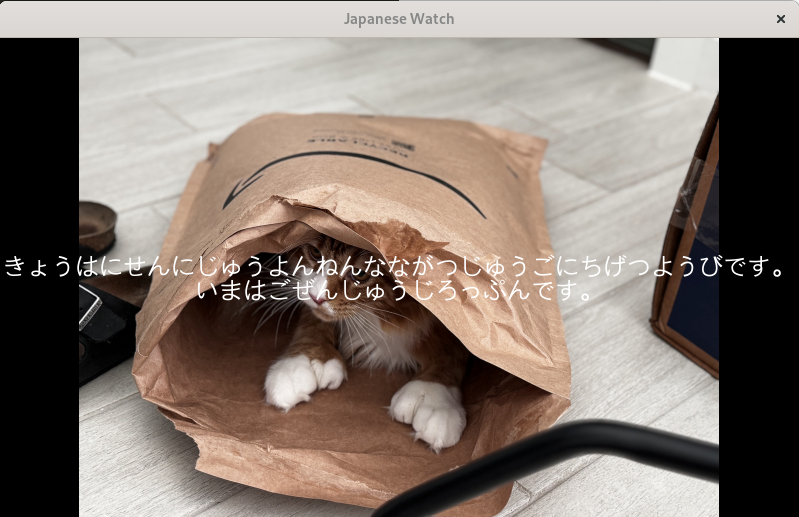 Japanese Watch
きょうはにせんにじゅうよんねんなながつじゅうごにちげつようびです。
いまはごぜんじゅうじろっぷんです。
RECYCLABLE